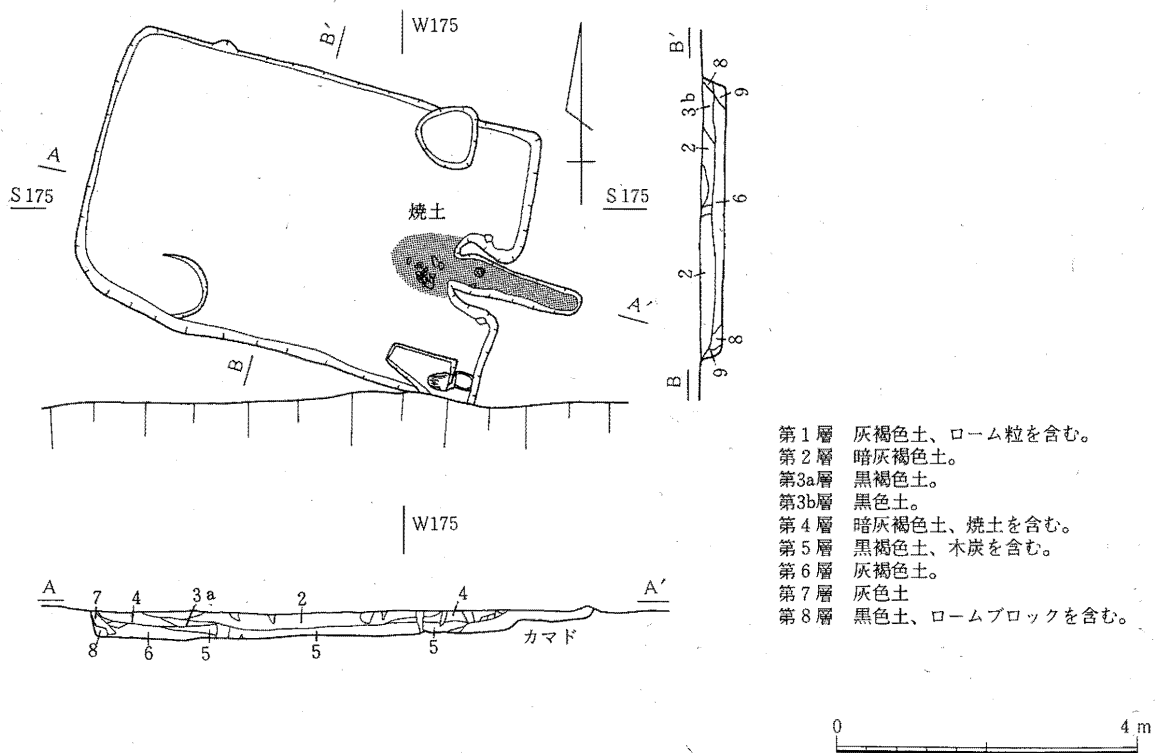 B′
W175
A
S175
S175
焼土
A′
B
B′
8
9
3b
2
6
2
8
9
B
W175
A
A′
7 4 3a 2 4
8 6 5 5 5
カマド
第1層 灰褐色土、ローム粒を含む。
第2層 暗灰褐色土。
第3a層 黒褐色土。
第3b層 黒色土。
第4層 暗灰褐色土、焼土を含む。
第5層 黒褐色土、木炭を含む。
第6層 灰褐色土。
第7層 灰色土
第8層 黒色土、ロームブロックを含む。
0 4m